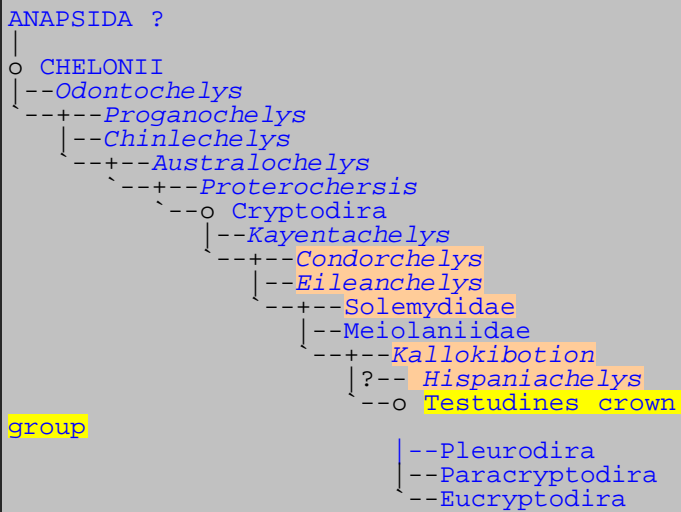 ANAPSIDA ?
|
o CHELONII
|--Odontochelys
`--+--Proganochelys
   |--Chinlechelys
   `--+--Australochelys
      `--+--Proterochersis
         `--o Cryptodira
            |--Kayentachelys
            `--+--Condorchelys
               |--Eileanchelys
               `--+--Solemydidae
                  |--Meiolaniidae
                  `--+--Kallokibotion
                     |?-- Hispaniachelys
                     `--o Testudines crown
group
                        |--Pleurodira
                        |--Paracryptodira
                        `--Eucryptodira